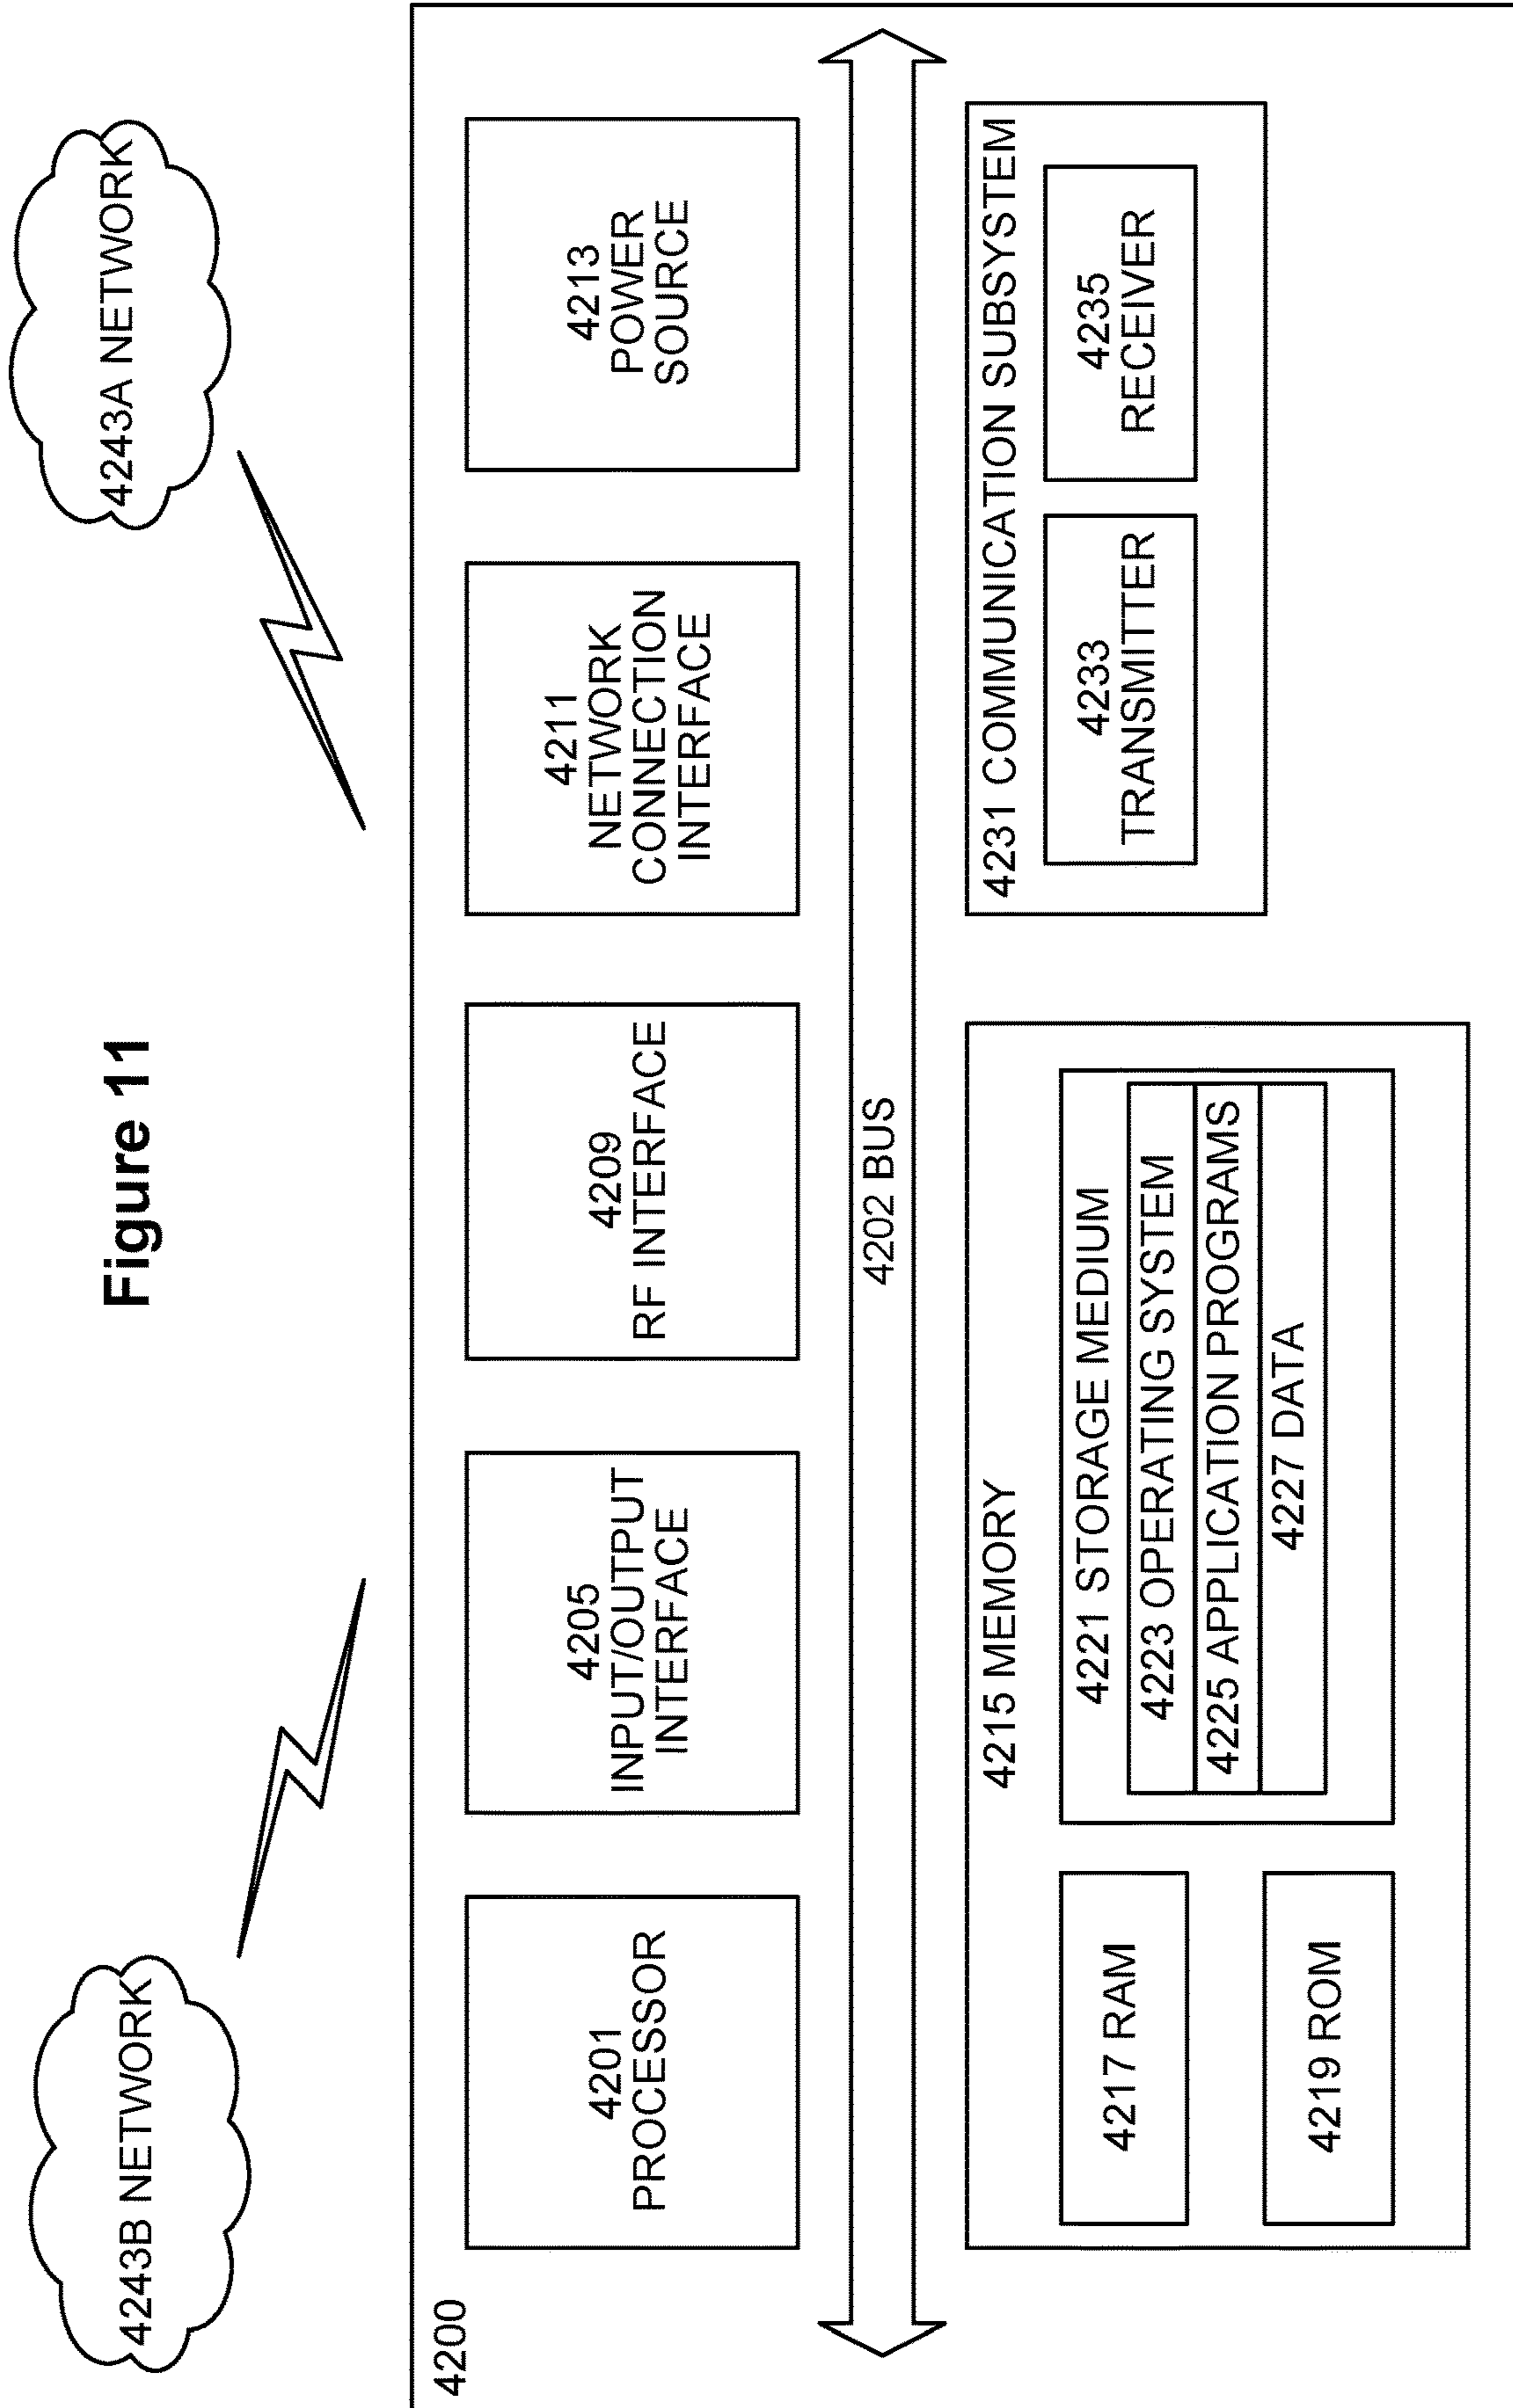 Figure 11
4243B NETWORK
4243A NETWORK
4200
4201
PROCESSOR
4205
INPUT/OUTPUT
INTERFACE
4209
RF INTERFACE
4211
NETWORK
CONNECTION
INTERFACE
4213
POWER
SOURCE
4202 BUS
4215 MEMORY
4217 RAM
4219 ROM
4221 STORAGE MEDIUM
4223 OPERATING SYSTEM
4225 APPLICATION PROGRAMS
4227 DATA
4231 COMMUNICATION SUBSYSTEM
4233
TRANSMITTER
4235
RECEIVER